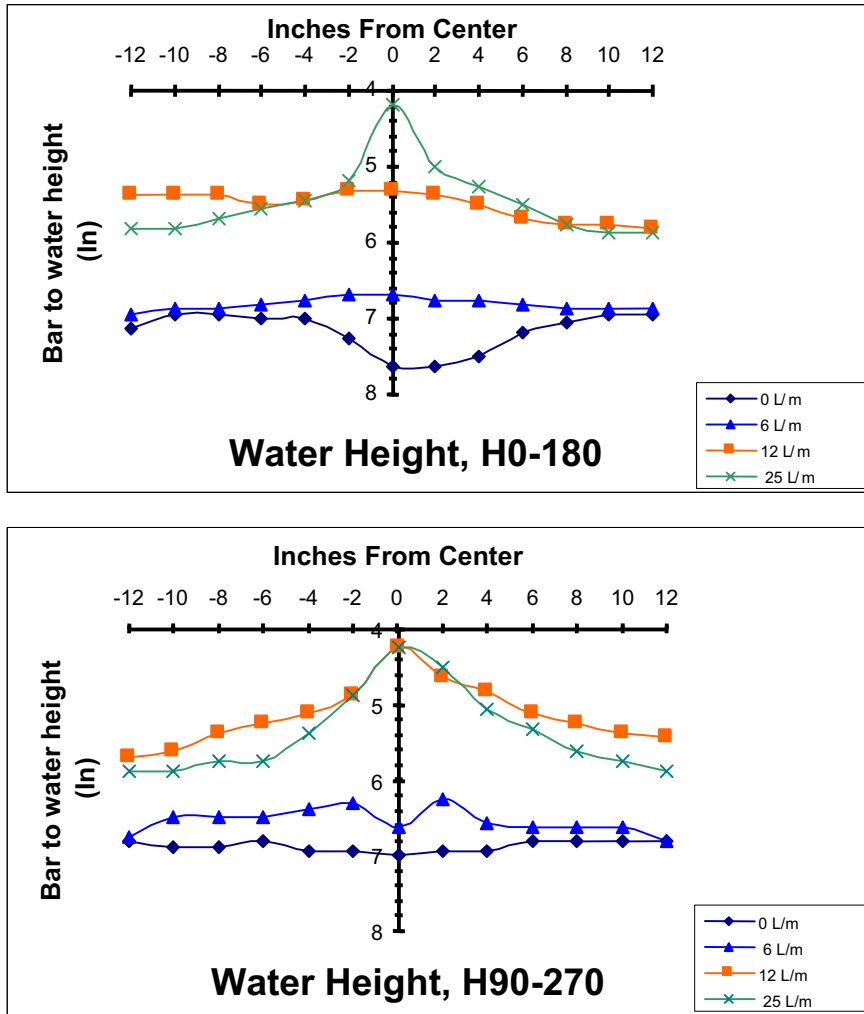 Inches From Center
-12 -10 -8 -6 -4 -2 0 2 4 6 8 10 12
4
5
6
7
8
Bar to water height
(In)
Water Height, H0-180
0 L/m
6 L/m
12 L/m
25 L/m
Inches From Center
-12 -10 -8 -6 -4 -2 0 2 4 6 8 10 12
4
5
6
7
8
Bar to water height
(In)
Water Height, H90-270
0 L/m
6 L/m
12 L/m
25 L/m